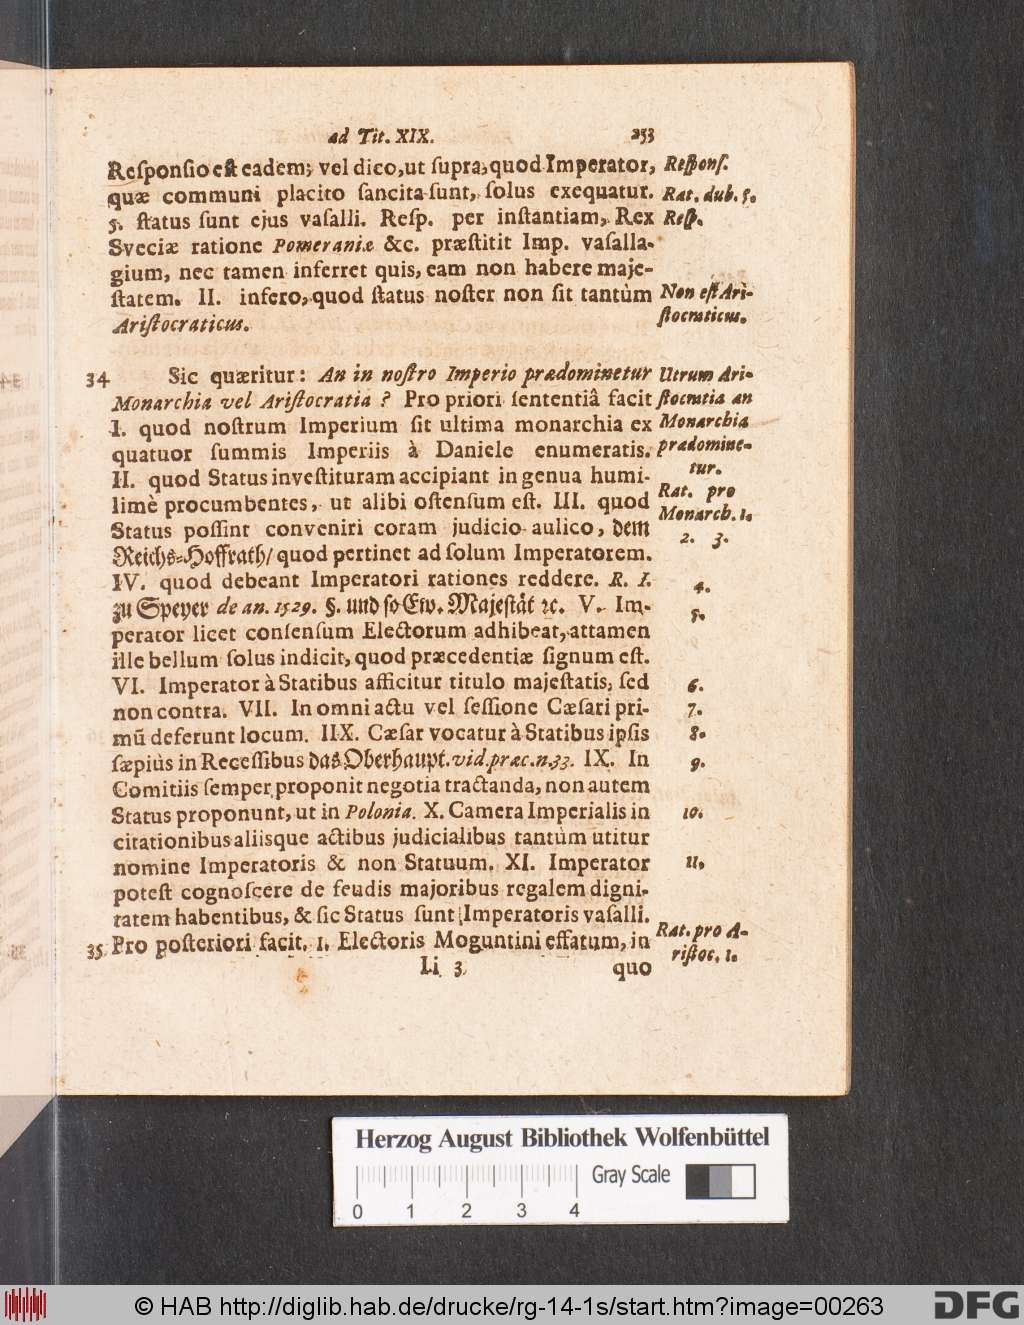 ad Tit. XIX. 253
Reſponſio eſt eadem; vel dico, ut ſupra, quod Imperator, Reſponſ.
quæ communi placito ſancita ſunt, ſolus exequatur. Rat. dub. 5.
5. ſtatus ſunt ejus vaſalli. Reſp. per inſtantiam, Rex Reſp.
Sveciæ ratione Pomeraniæ &c. præſtitit Imp. vaſalla-
gium, nec tamen inferret quis, eam non habere maje-
ſtatem. II. infero, quod ſtatus noſter non ſit tantùm Non eſt Ari-
Ariſtocraticus. ſtocraticus.
34 Sic quæritur: An in noſtro Imperio prædominetur Utrum Ari-
Monarchia vel Ariſtocratia? Pro priori ſententiâ facit ſtocratia an
I. quod noſtrum Imperium ſit ultima monarchia ex Monarchia
quatuor ſummis Imperiis à Daniele enumeratis. prædomine-
II. quod Status inveſtituram accipiant in genua humi- tur.
limè procumbentes, ut alibi oſtenſum eſt. III. quod Rat. pro
Status poſſint conveniri coram judicio aulico, dem Monarch. 1.
Reichs-Hoffrath/ quod pertinet ad ſolum Imperatorem. 2. 3.
IV. quod debeant Imperatori rationes reddere. R. I. 4.
zu Speyer de an. 1529. §. und ſo Ew. Majeſtät ꝛc. V. Im- 5.
perator licet conſenſum Electorum adhibeat, attamen
ille bellum ſolus indicit, quod præcedentiæ ſignum eſt.
VI. Imperator à Statibus afficitur titulo majeſtatis, ſed 6.
non contra. VII. In omni actu vel ſeſſione Cæſari pri- 7.
mū deferunt locum. IIX. Cæſar vocatur à Statibus ipſis 8.
ſæpiùs in Receſſibus das Oberhaupt. vid. præc. n. 33. IX. In 9.
Comitiis ſemper proponit negotia tractanda, non autem
Status proponunt, ut in Polonia. X. Camera Imperialis in 10.
citationibus aliisque actibus judicialibus tantùm utitur
nomine Imperatoris & non Statuum. XI. Imperator 11.
poteſt cognoſcere de feudis majoribus regalem digni-
tatem habentibus, & ſic Status ſunt Imperatoris vaſalli.
35. Pro poſteriori facit. 1. Electoris Moguntini effatum, in Rat. pro A-
Li 3 quo riſtoc. 1.
Herzog August Bibliothek Wolfenbüttel
Gray Scale
0 1 2 3 4
© HAB http://diglib.hab.de/drucke/rg-14-1s/start.htm?image=00263 DFG